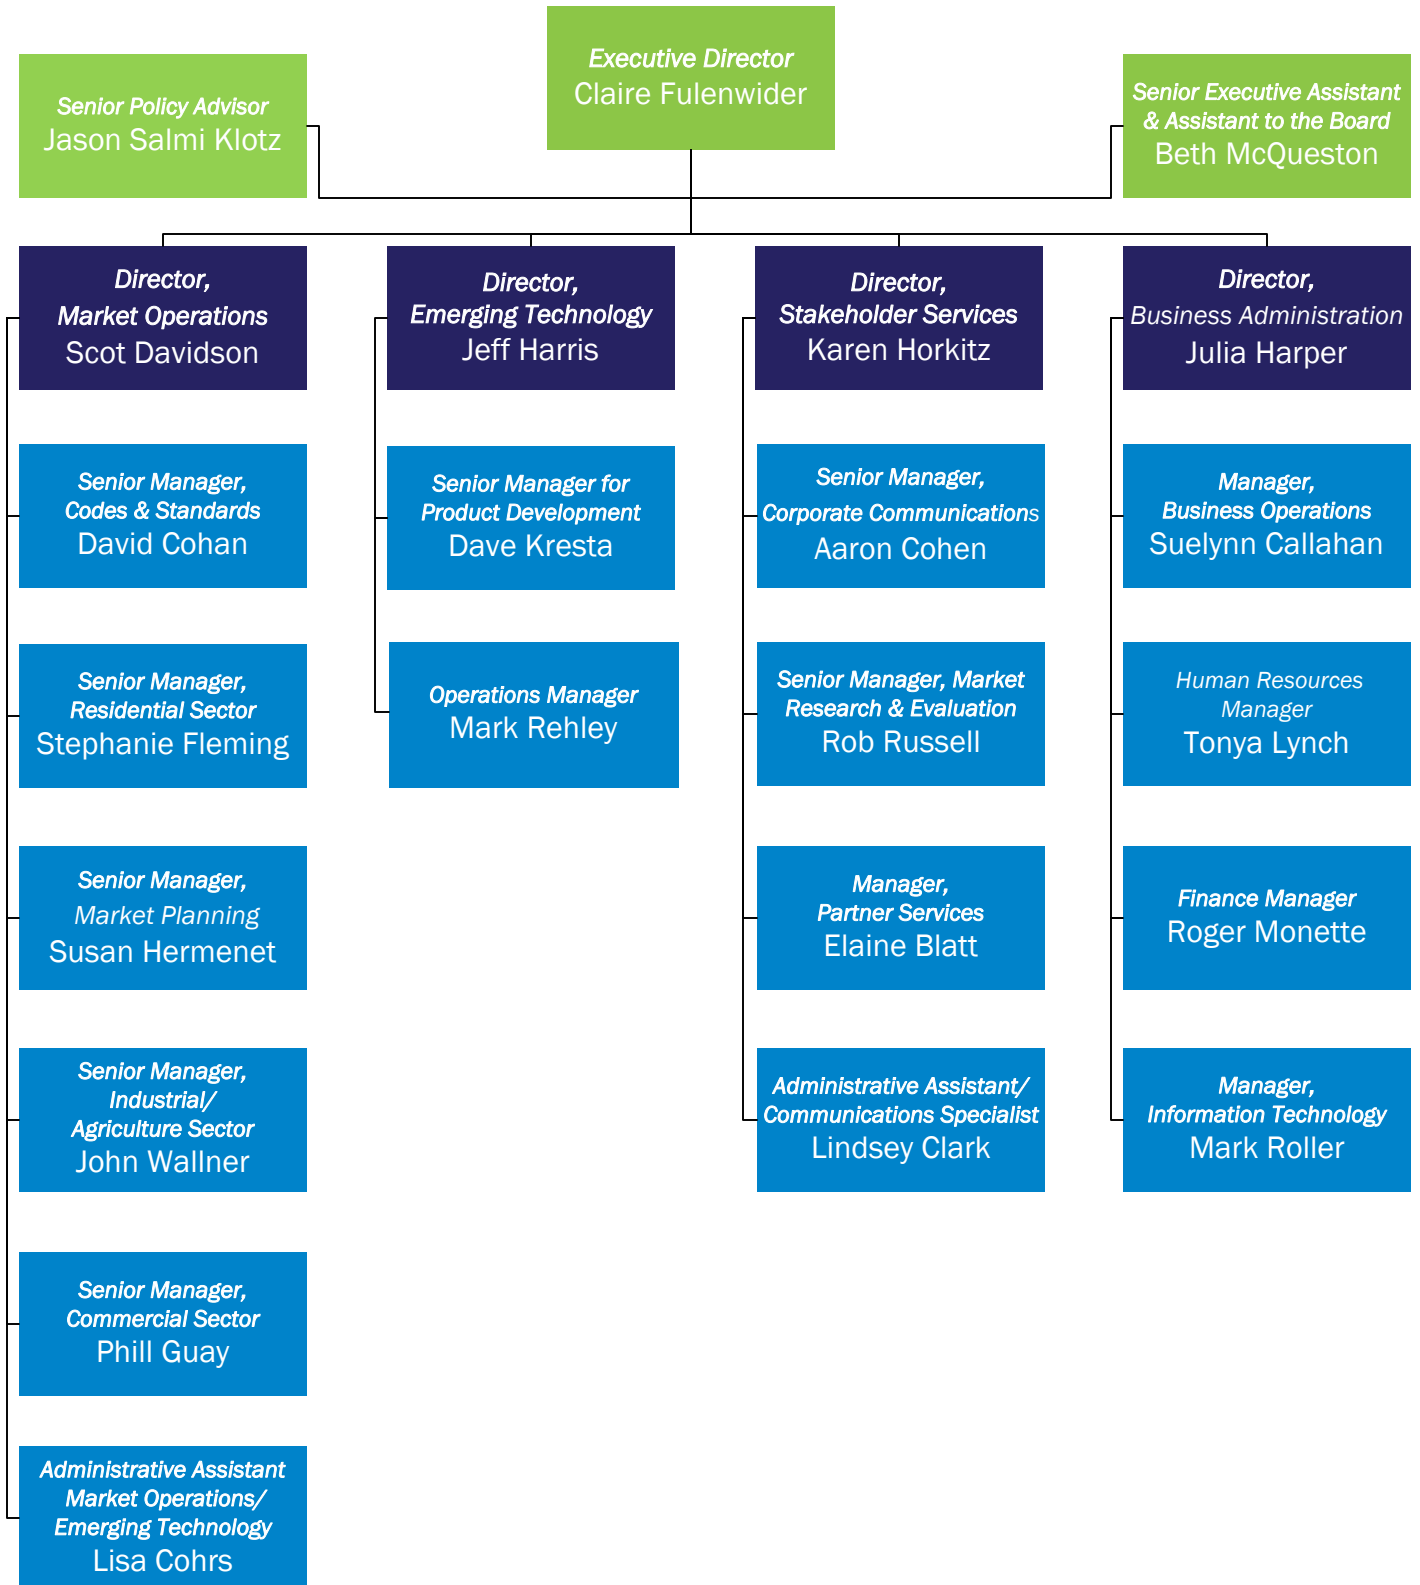 Executive Director
Claire Fulenwider
Senior Policy Advisor
Jason Salmi Klotz
Senior Executive Assistant
& Assistant to the Board
Beth McQueston
Director,
Market Operations
Scot Davidson
Director,
Emerging Technology
Jeff Harris
Director,
Stakeholder Services
Karen Horkitz
Director,
Business Administration
Julia Harper
Senior Manager,
Codes & Standards
David Cohan
Senior Manager for
Product Development
Dave Kresta
Senior Manager,
Corporate Communications
Aaron Cohen
Manager,
Business Operations
Suelynn Callahan
Senior Manager,
Residential Sector
Stephanie Fleming
Operations Manager
Mark Rehley
Senior Manager, Market
Research & Evaluation
Rob Russell
Human Resources
Manager
Tonya Lynch
Senior Manager,
Market Planning
Susan Hermenet
Manager,
Partner Services
Elaine Blatt
Finance Manager
Roger Monette
Senior Manager,
Industrial/
Agriculture Sector
John Wallner
Administrative Assistant/
Communications Specialist
Lindsey Clark
Manager,
Information Technology
Mark Roller
Senior Manager,
Commercial Sector
Phill Guay
Administrative Assistant
Market Operations/
Emerging Technology
Lisa Cohrs